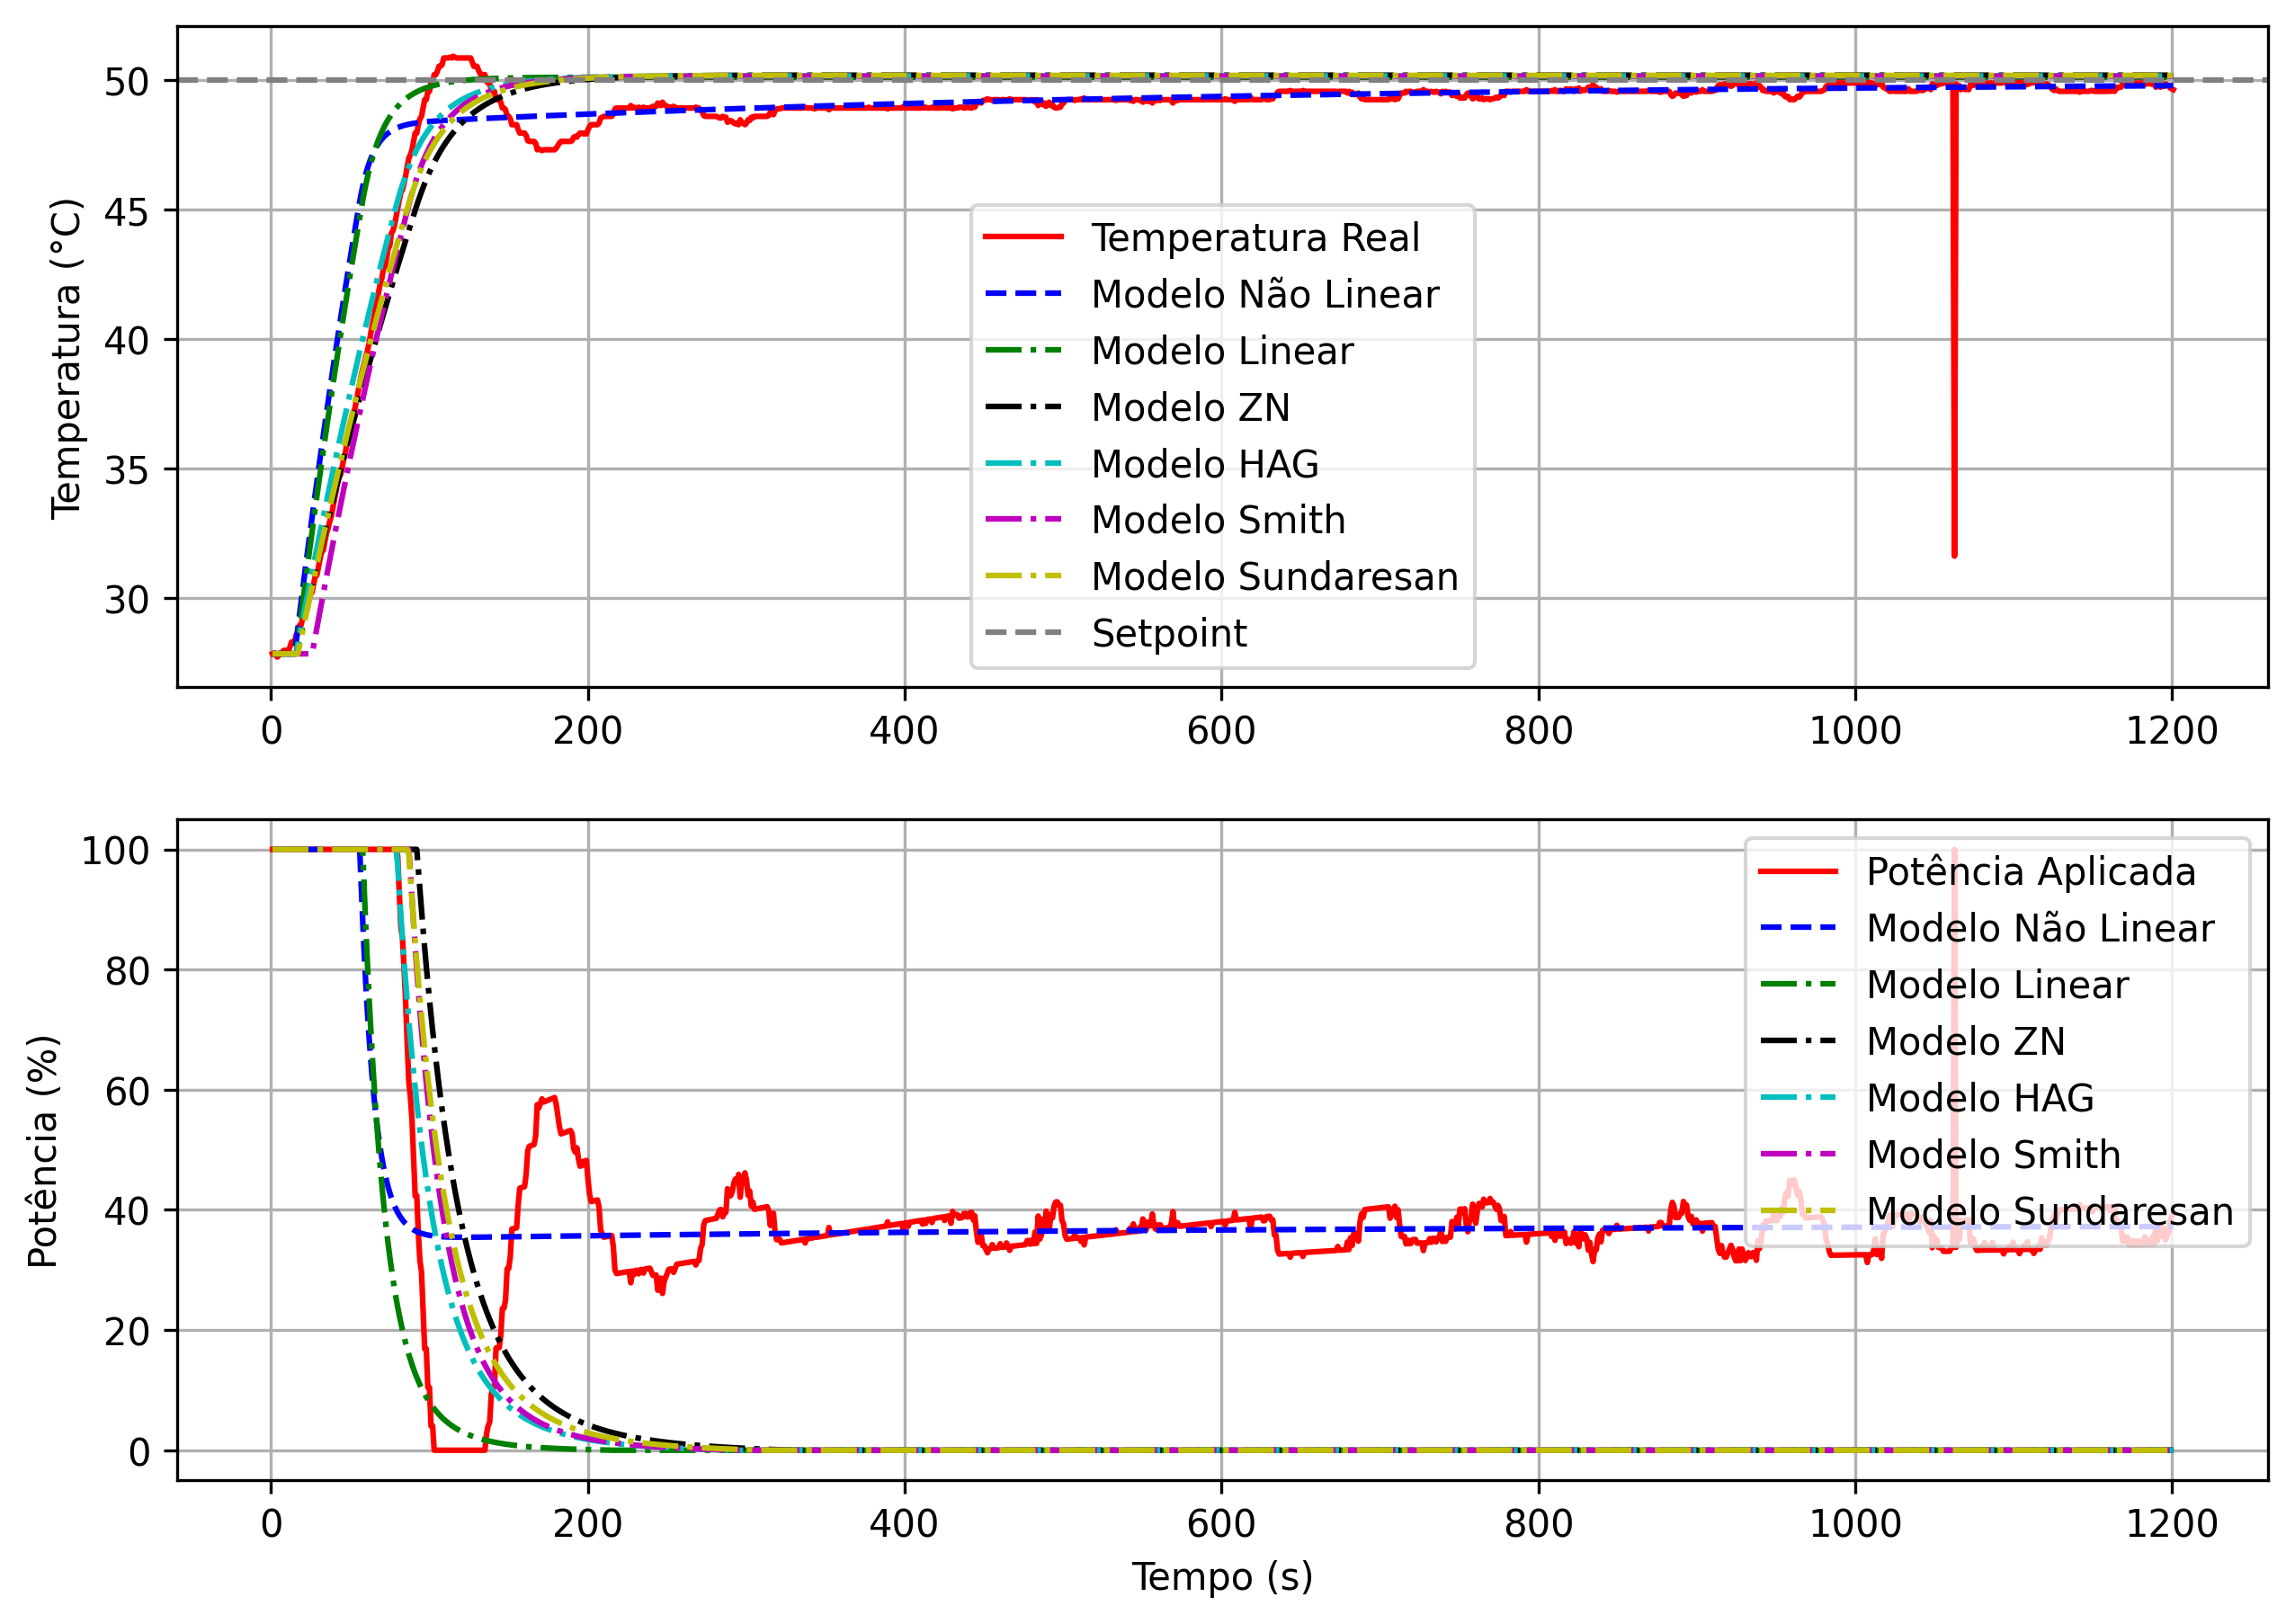 50
45
40
35
30
Temperatura (°C)
Temperatura Real
Modelo Não Linear
Modelo Linear
Modelo ZN
Modelo HAG
Modelo Smith
Modelo Sundaresan
Setpoint
0 200 400 600 800 1000 1200
100
80
60
40
20
0
Potência (%)
Potência Aplicada
Modelo Não Linear
Modelo Linear
Modelo ZN
Modelo HAG
Modelo Smith
Modelo Sundaresan
0 200 400 600 800 1000 1200
Tempo (s)